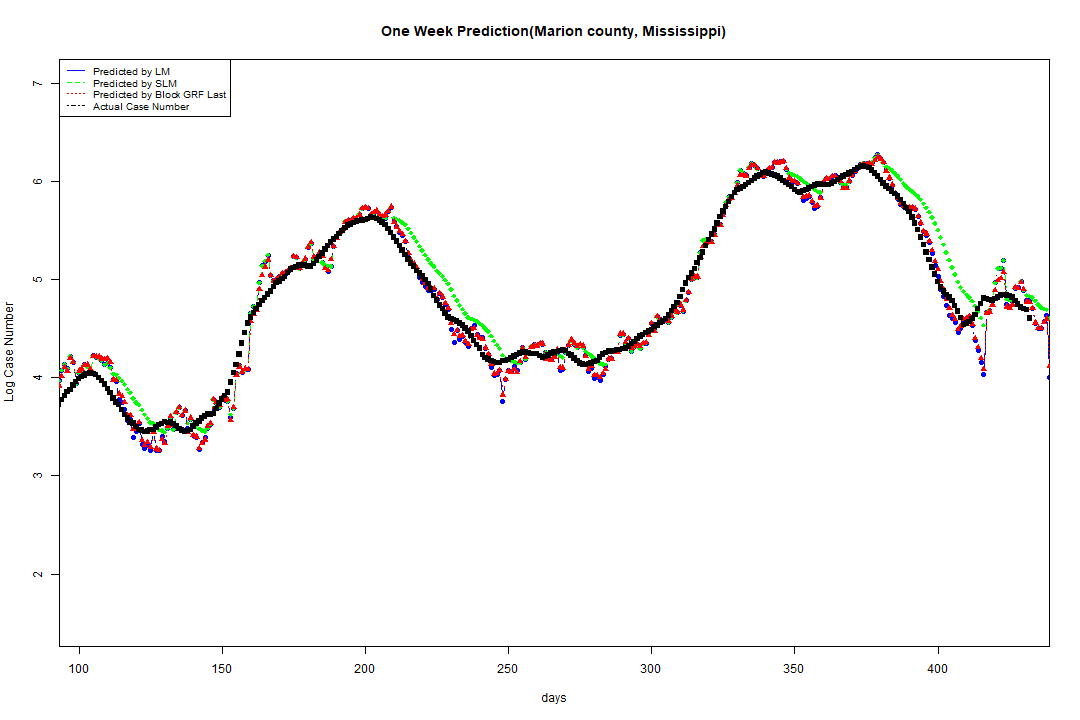 One Week Prediction(Marion county, Mississippi)
Predicted by LM
Predicted by SLM
Predicted by Block GRF Last
Actual Case Number
7
6
5
4
3
2
Log Case Number
100 150 200 250 300 350 400
days